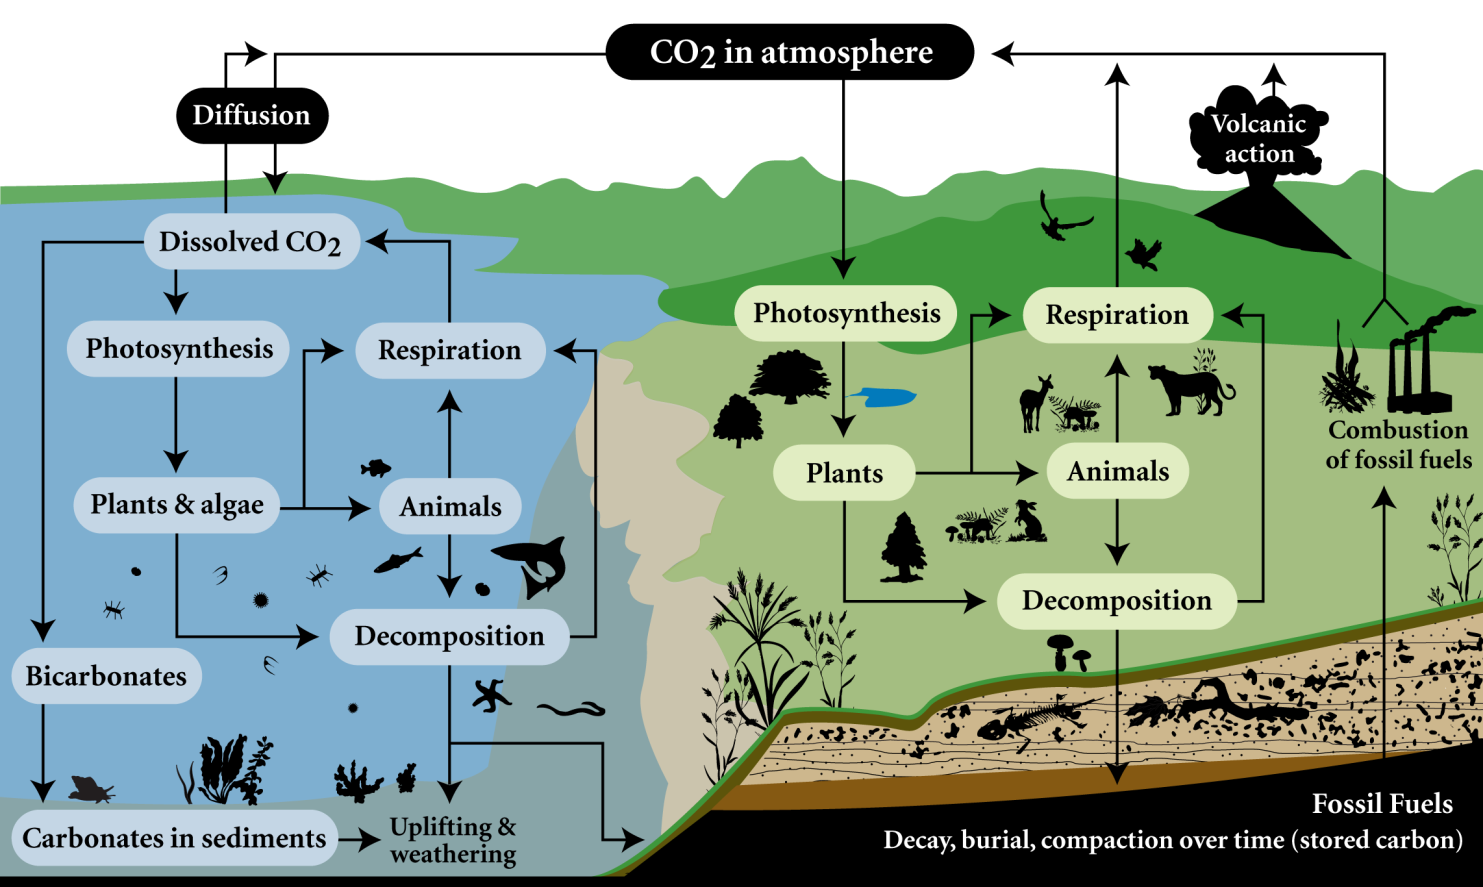 CO2 in atmosphere
Diffusion
Volcanic
action
Dissolved CO2
Photosynthesis
Respiration
Photosynthesis
Respiration
Combustion
of fossil fuels
Plants
Animals
Plants & algae
Animals
Decomposition
Decomposition
Bicarbonates
Carbonates in sediments
Uplifting &
weathering
Fossil Fuels
Decay, burial, compaction over time (stored carbon)